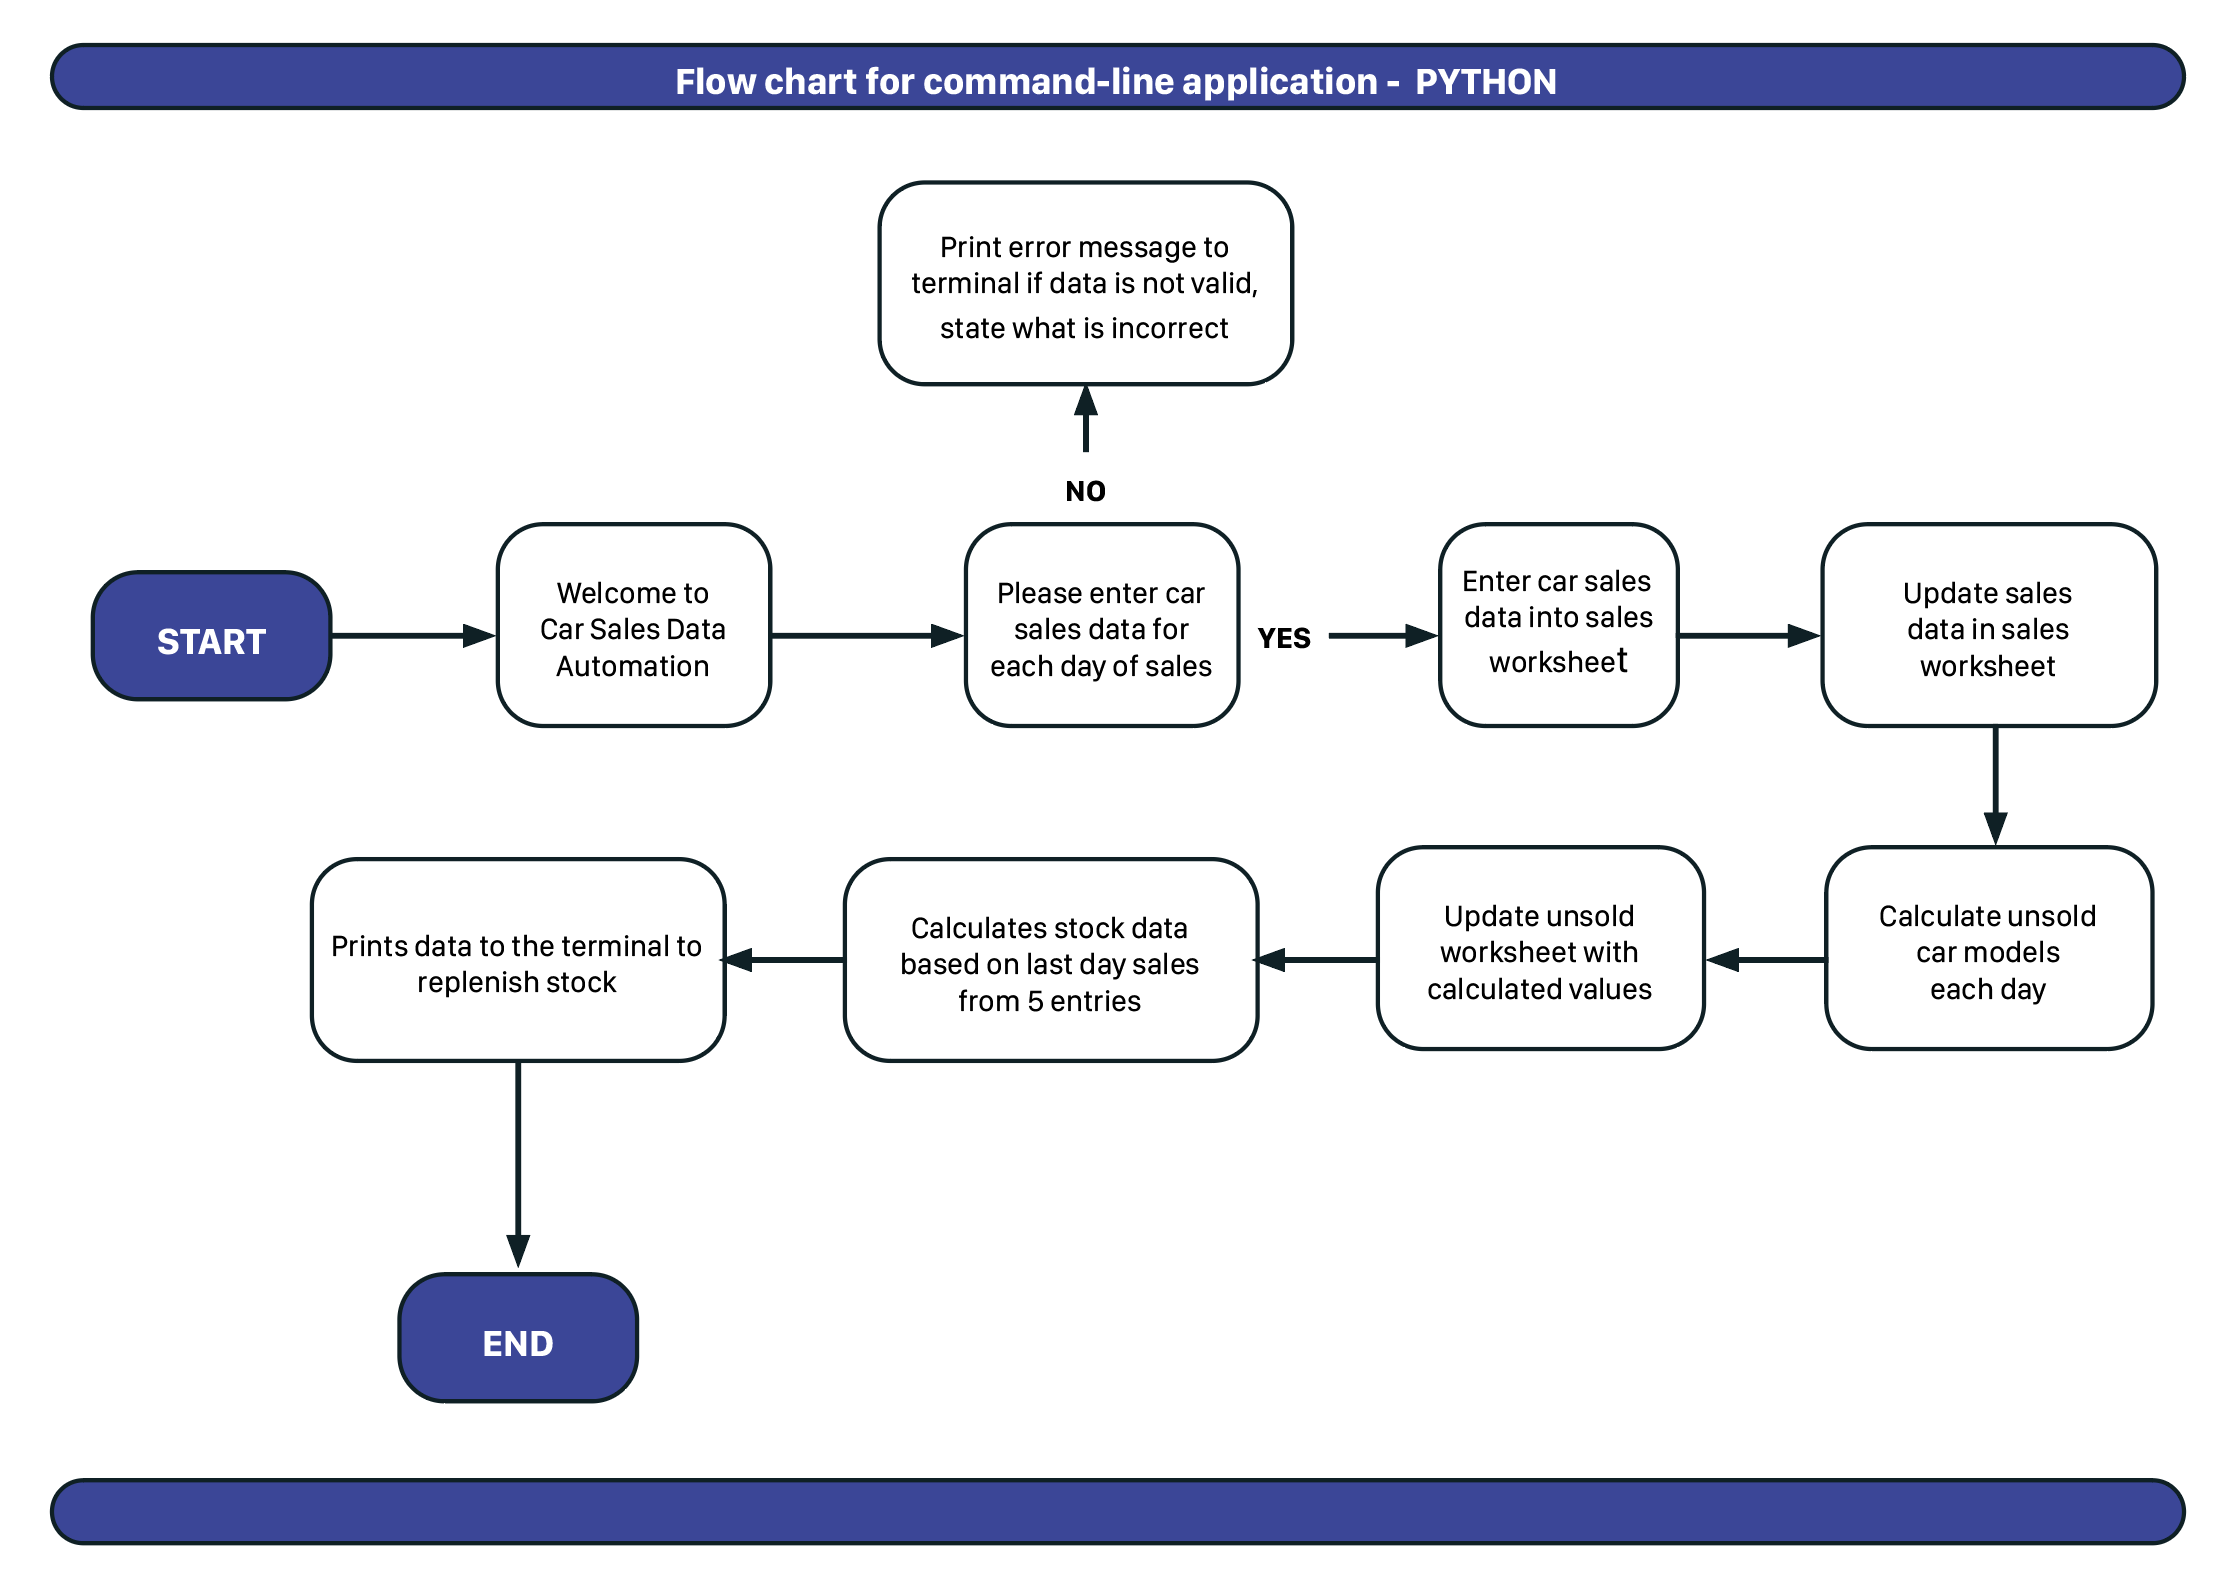 Flow chart for command-line application - PYTHON
Print error message to
terminal if data is not valid,
state what is incorrect
NO
START
Welcome to
Car Sales Data
Automation
Please enter car
sales data for
each day of sales
YES
Enter car sales
data into sales
worksheet
Update sales
data in sales
worksheet
Calculate unsold
car models
each day
Update unsold
worksheet with
calculated values
Calculates stock data
based on last day sales
from 5 entries
Prints data to the terminal to
replenish stock
END